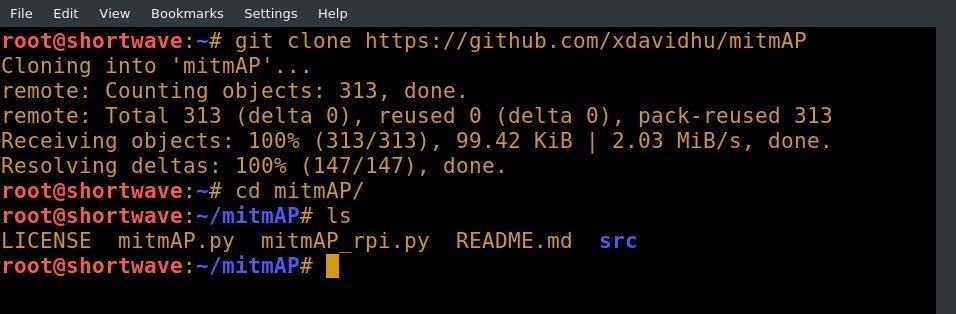 File Edit View Bookmarks Settings Help
root@shortwave:~# git clone https://github.com/xdavidhu/mitmAP
Cloning into 'mitmAP'...
remote: Counting objects: 313, done.
remote: Total 313 (delta 0), reused 0 (delta 0), pack-reused 313
Receiving objects: 100% (313/313), 99.42 KiB | 2.03 MiB/s, done.
Resolving deltas: 100% (147/147), done.
root@shortwave:~# cd mitmAP/
root@shortwave:~/mitmAP# ls
LICENSE  mitmAP.py  mitmAP_rpi.py  README.md  src
root@shortwave:~/mitmAP#